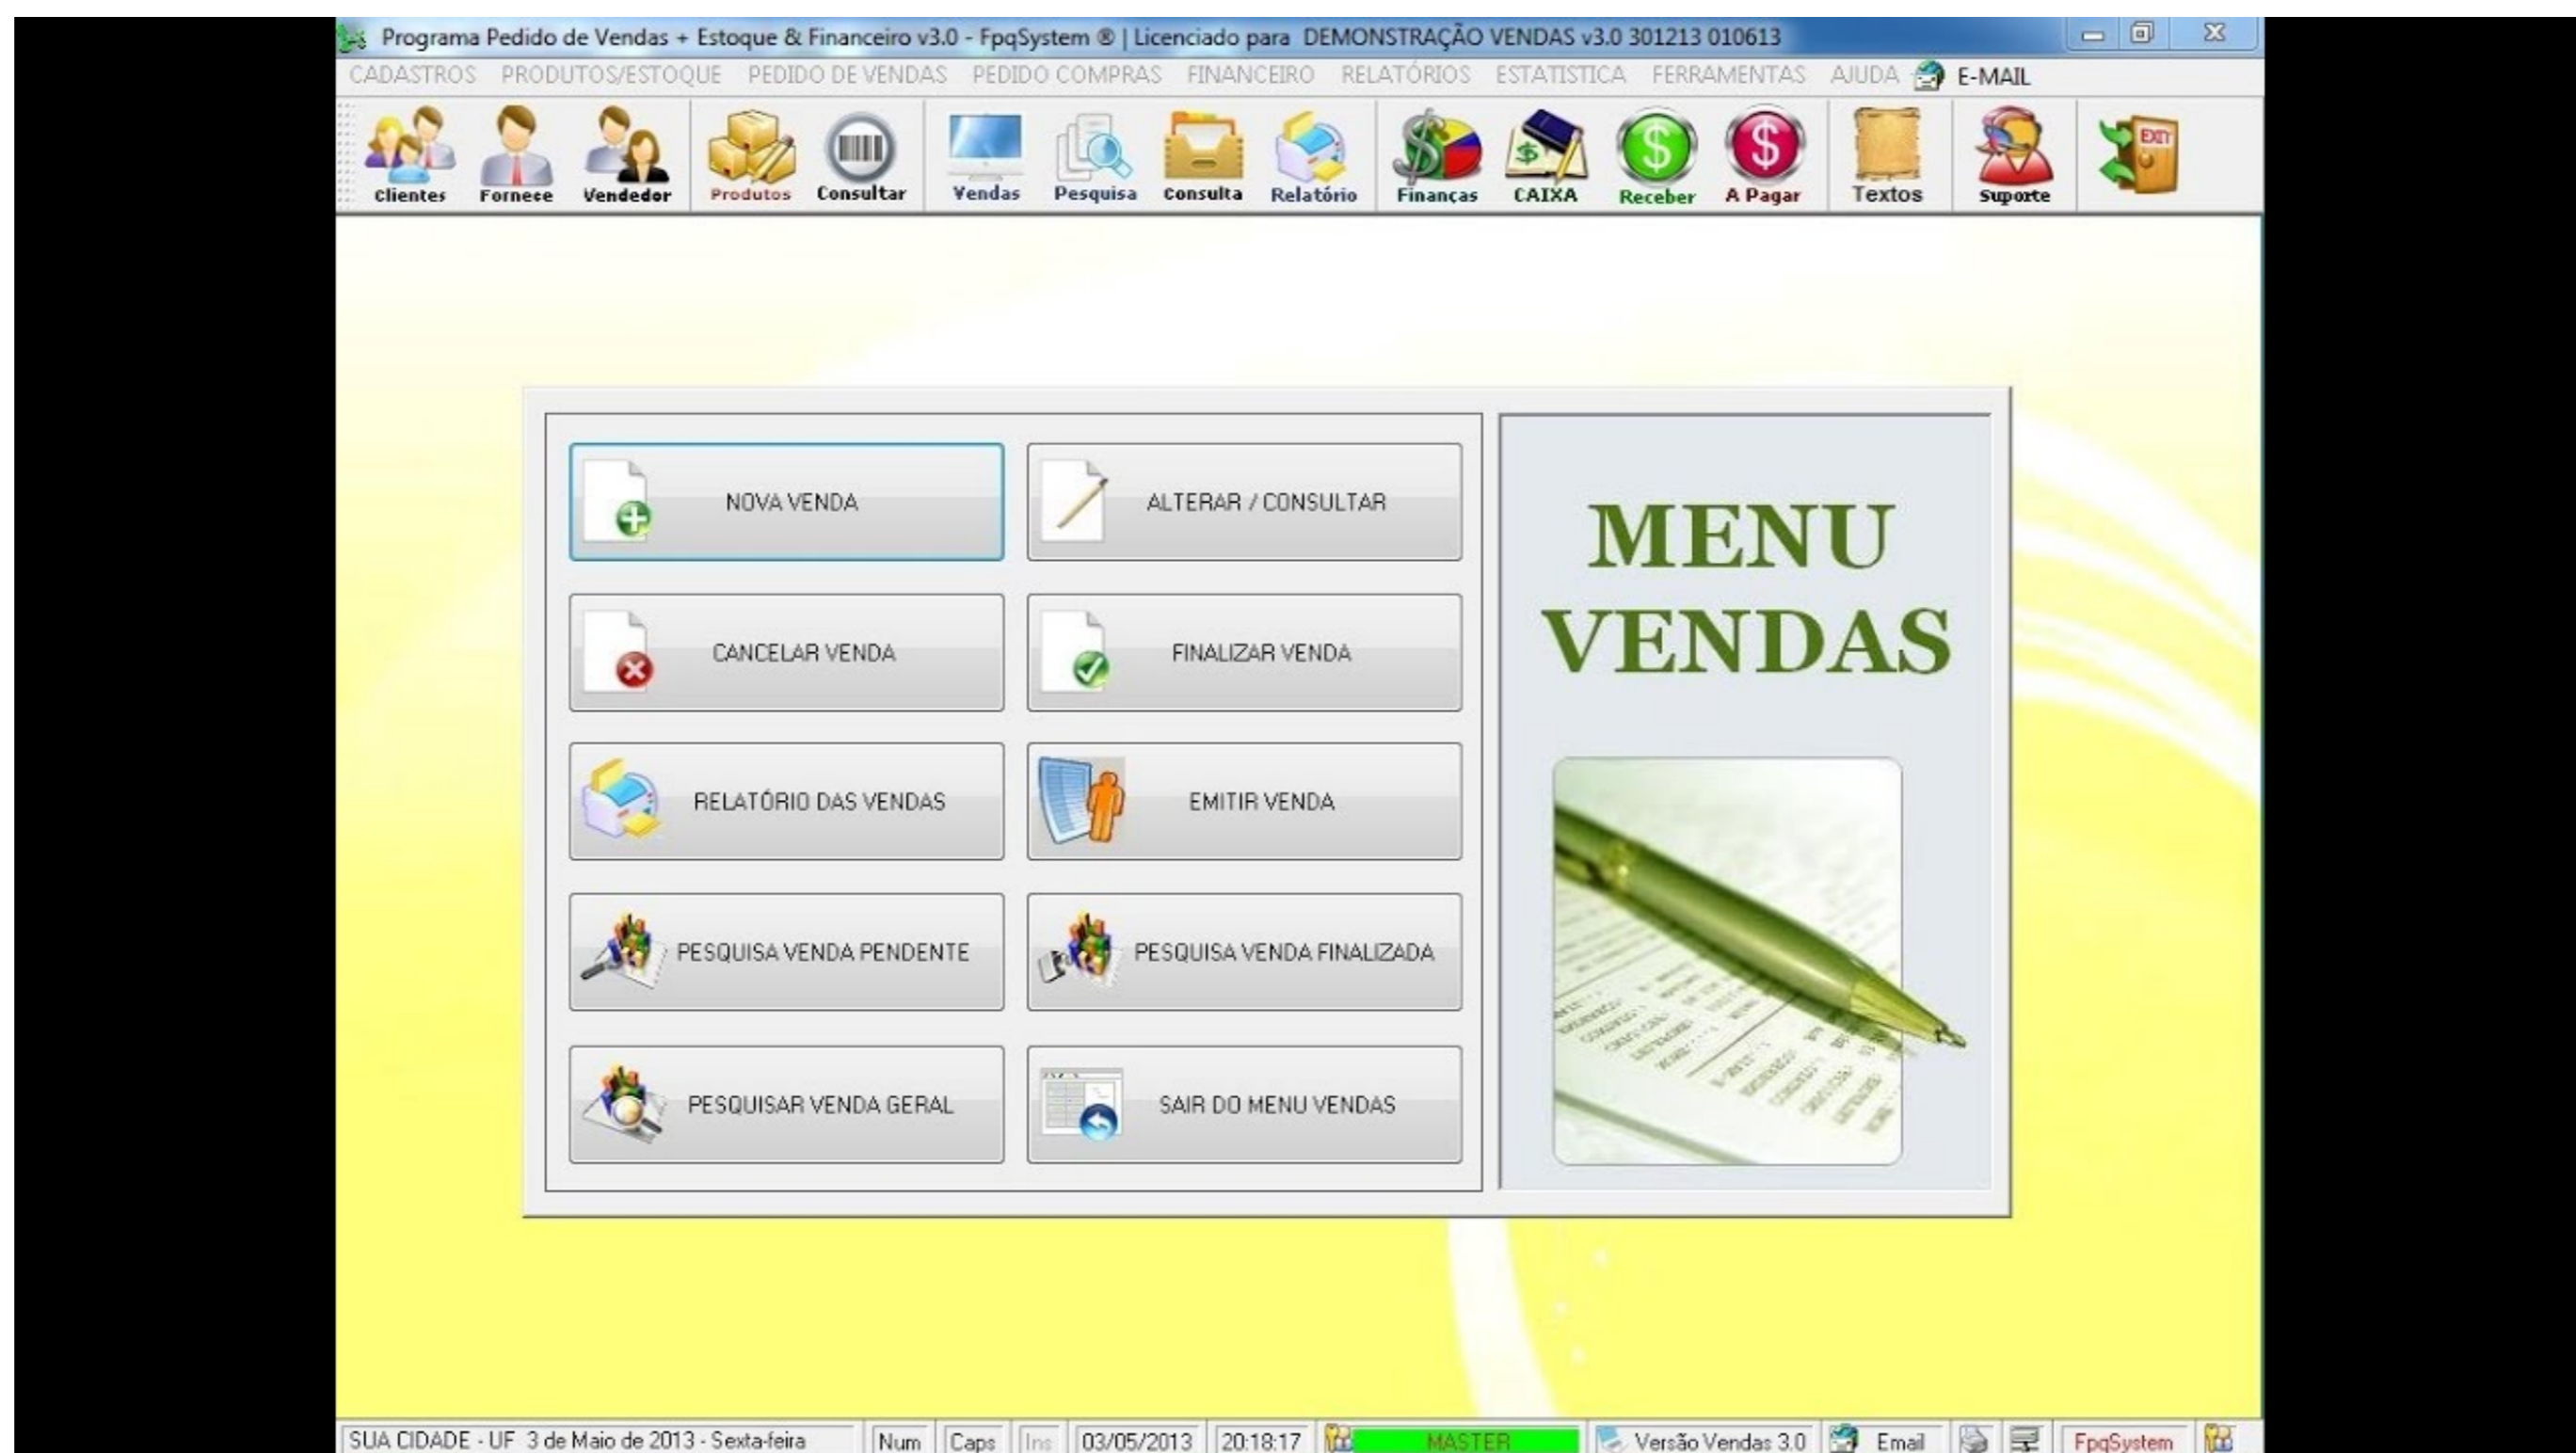 Programa Pedido de Vendas + Estoque & Financeiro v3.0 - FpqSystem ® | Licenciado para DEMONSTRAÇÃO VENDAS v3.0 301213 010613
CADASTROS PRODUTOS/ESTOQUE PEDIDO DE VENDAS PEDIDO COMPRAS FINANCEIRO RELATÓRIOS ESTATISTICA FERRAMENTAS AJUDA E-MAIL
EXIT
Clientes Fornece Vendedor Produtos Consultar Vendas Pesquisa Consulta Relatório Finanças CAIXA Receber A Pagar Textos Suporte
NOVA VENDA ALTERAR / CONSULTAR
CANCELAR VENDA FINALIZAR VENDA
RELATÓRIO DAS VENDAS EMITIR VENDA
PESQUISA VENDA PENDENTE PESQUISA VENDA FINALIZADA
PESQUISAR VENDA GERAL SAIR DO MENU VENDAS
MENU
VENDAS
SUA CIDADE - UF 3 de Maio de 2013 - Sexta-feira Num Caps Ins 03/05/2013 20:18:17 MASTER Versão Vendas 3.0 Email FpqSystem